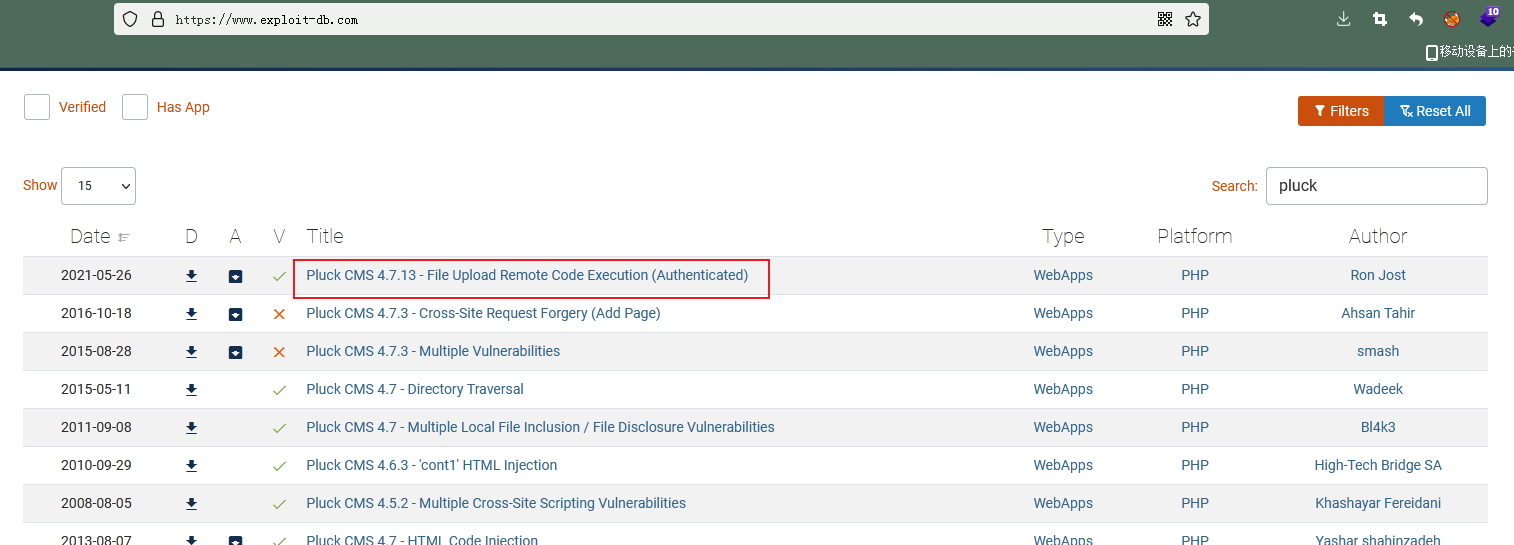 https://www.exploit-db.com
10
移动设备上的
Verified Has App Filters Reset All
Show 15 Search: pluck
Date D A V Title Type Platform Author
2021-05-26 Pluck CMS 4.7.13 - File Upload Remote Code Execution (Authenticated) WebApps PHP Ron Jost
2016-10-18 Pluck CMS 4.7.3 - Cross-Site Request Forgery (Add Page) WebApps PHP Ahsan Tahir
2015-08-28 Pluck CMS 4.7.3 - Multiple Vulnerabilities WebApps PHP smash
2015-05-11 Pluck CMS 4.7 - Directory Traversal WebApps PHP Wadeek
2011-09-08 Pluck CMS 4.7 - Multiple Local File Inclusion / File Disclosure Vulnerabilities WebApps PHP Bl4k3
2010-09-29 Pluck CMS 4.6.3 - 'cont1' HTML Injection WebApps PHP High-Tech Bridge SA
2008-08-05 Pluck CMS 4.5.2 - Multiple Cross-Site Scripting Vulnerabilities WebApps PHP Khashayar Fereidani
2013-08-07 Pluck CMS 4.7 - HTML Code Injection WebApps PHP Yashar shahinzadeh